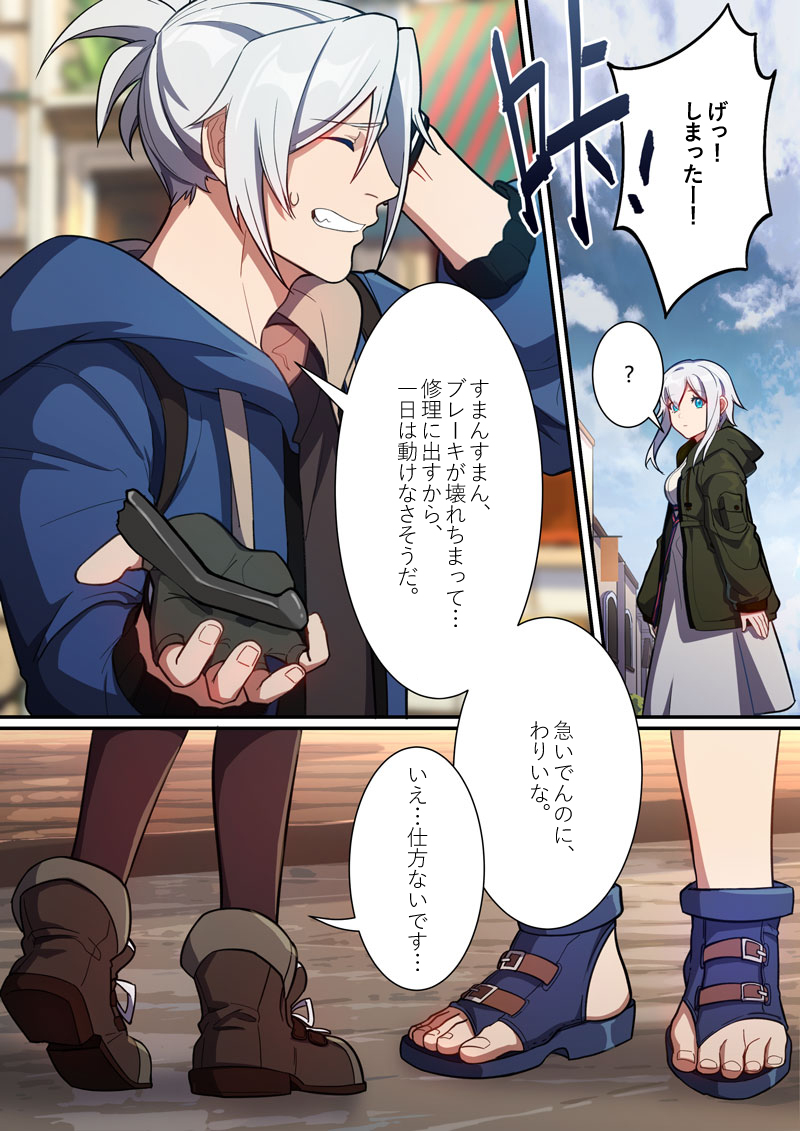 げっ!
しまったー!
咔!
?
すまんすまん、
ブレーキが壊れちまって…
修理に出すから、
一日は動けなさそうだ。
急いでんのに、
わりいな。
いえ…仕方ないです…